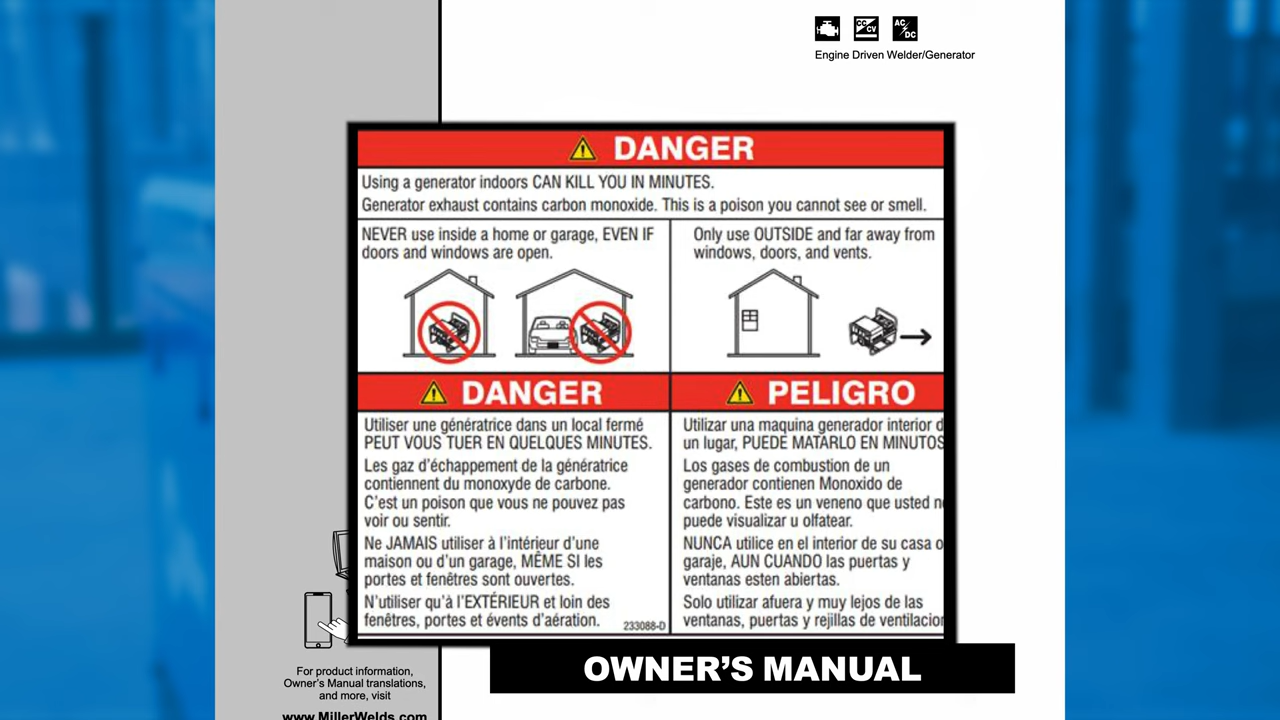 CC
CV
AC
DC
Engine Driven Welder/Generator
DANGER
Using a generator indoors CAN KILL YOU IN MINUTES.
Generator exhaust contains carbon monoxide. This is a poison you cannot see or smell.
NEVER use inside a home or garage, EVEN IF
doors and windows are open.
Only use OUTSIDE and far away from
windows, doors, and vents.
DANGER
Utiliser une génératrice dans un local fermé
PEUT VOUS TUER EN QUELQUES MINUTES.
Les gaz d'échappement de la génératrice
contiennent du monoxyde de carbone.
C'est un poison que vous ne pouvez pas
voir ou sentir.
Ne JAMAIS utiliser à l'intérieur d'une
maison ou d'un garage, MÊME SI les
portes et fenêtres sont ouvertes.
N'utiliser qu'à l'EXTÉRIEUR et loin des
fenêtres, portes et évents d'aération.
233088-D
PELIGRO
Utilizar una maquina generador interior d
un lugar, PUEDE MATARLO EN MINUTOS
Los gases de combustion de un
generador contienen Monoxido de
carbono. Este es un veneno que usted n
puede visualizar u olfatear.
NUNCA utilice en el interior de su casa o
garaje, AUN CUANDO las puertas y
ventanas esten abiertas.
Solo utilizar afuera y muy lejos de las
ventanas, puertas y rejillas de ventilacion
For product information,
Owner's Manual translations,
and more, visit
www.MillerWelds.com
OWNER'S MANUAL